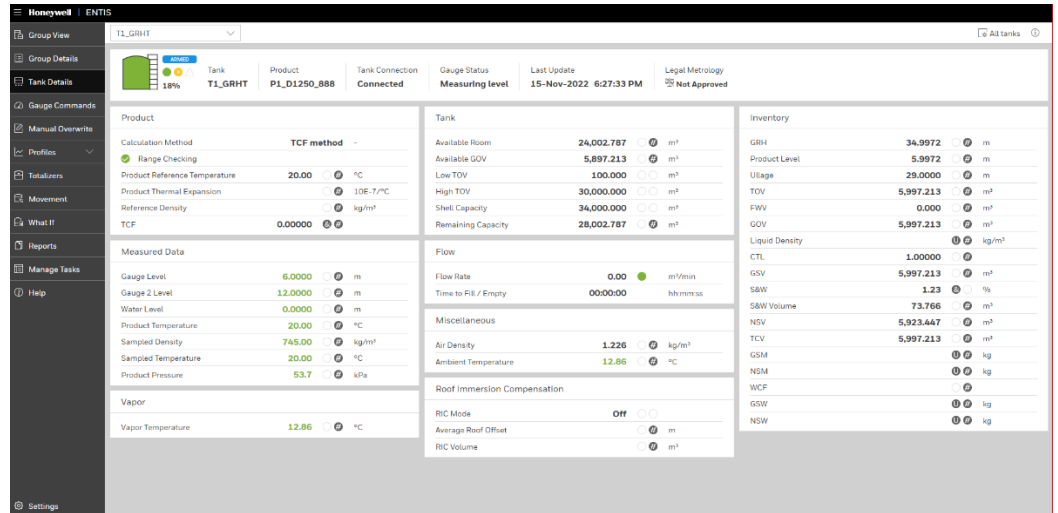 Honeywell | ENTIS
Group View
Group Details
Tank Details
Gauge Commands
Manual Overwrite
Profiles
Totalizers
Movement
What If
Reports
Manage Tasks
Help
Settings
T1_GRHT
All tanks
ARMED
18%
Tank
T1_GRHT
Product
P1_D1250_888
Tank Connection
Connected
Gauge Status
Measuring level
Last Update
15-Nov-2022 6:27:33 PM
Legal Metrology
Not Approved
Product
Calculation Method TCF method -
Range Checking
Product Reference Temperature 20.00 # °C
Product Thermal Expansion # 10E-7/°C
Reference Density # kg/m³
TCF 0.00000 & #
Measured Data
Gauge Level 6.0000 # m
Gauge 2 Level 12.0000 # m
Water Level 0.0000 # m
Product Temperature 20.00 # °C
Sampled Density 745.00 # kg/m³
Sampled Temperature 20.00 # °C
Product Pressure 53.7 # kPa
Vapor
Vapor Temperature 12.86 # °C
Tank
Available Room 24,002.787 # m³
Available GOV 5,897.213 # m³
Low TOV 100.000 m³
High TOV 30,000.000 m³
Shell Capacity 34,000.000 m³
Remaining Capacity 28,002.787 # m³
Flow
Flow Rate 0.00 m³/min
Time to Fill / Empty 00:00:00 hh:mm:ss
Miscellaneous
Air Density 1.226 # kg/m³
Ambient Temperature 12.86 # °C
Roof Immersion Compensation
RIC Mode Off
Average Roof Offset # m
RIC Volume # m³
Inventory
GRH 34.9972 # m
Product Level 5.9972 # m
Ullage 29.0000 # m
TOV 5,997.213 # m³
FWV 0.000 # m³
GOV 5,997.213 # m³
Liquid Density U # kg/m³
CTL 1.00000 #
GSV 5,997.213 # m³
S&W 1.23 & %
S&W Volume 73.766 # m³
NSV 5,923.447 # m³
TCV 5,997.213 # m³
GSM U # kg
NSM U # kg
WCF #
GSW U # kg
NSW U # kg